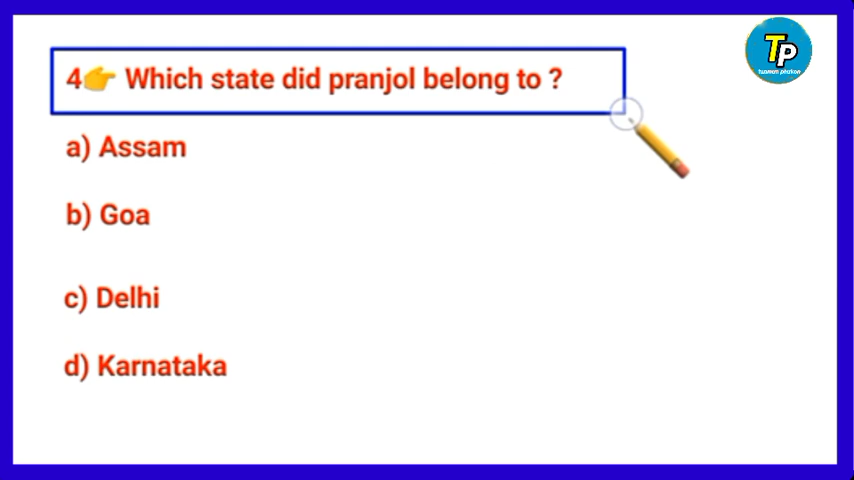 TP
4👉 Which state did pranjol belong to ?
a) Assam
b) Goa
c) Delhi
d) Karnataka